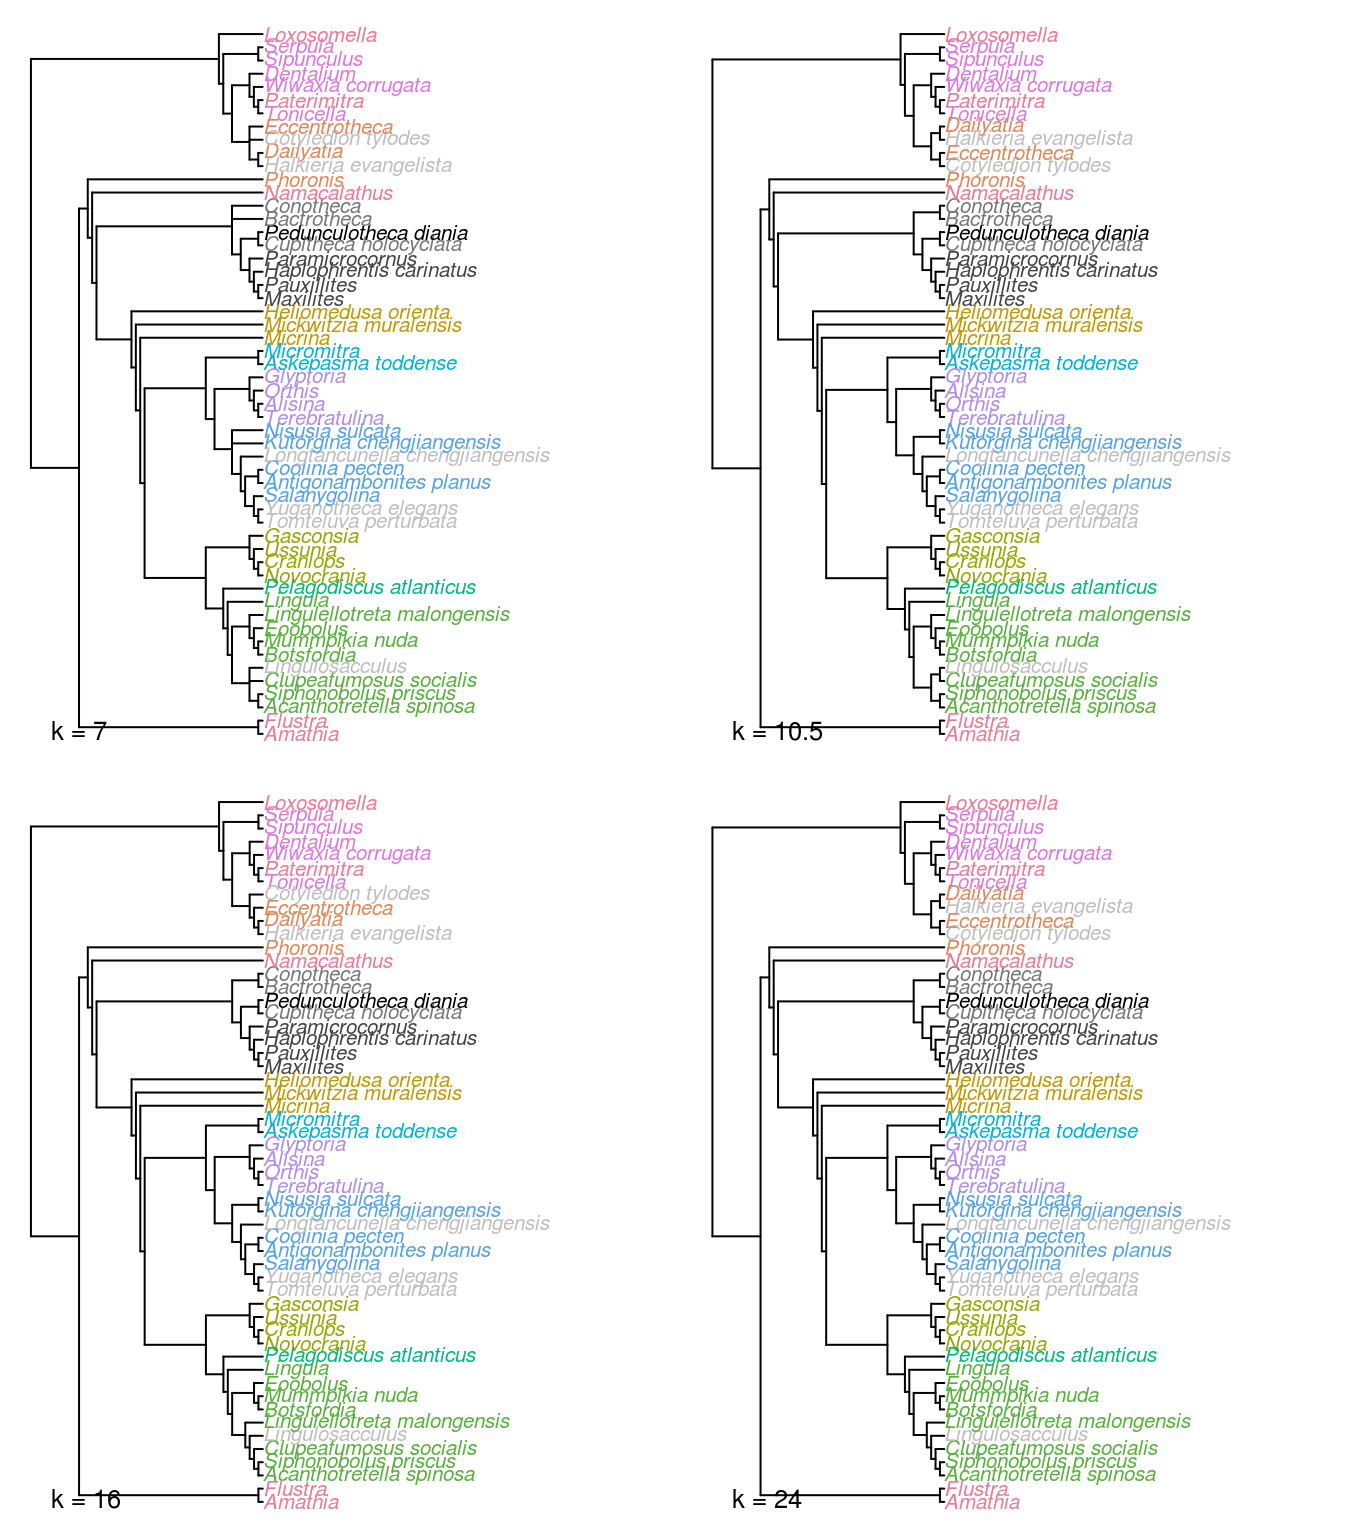 Loxosomella
Serpula
Sipunculus
Dentalium
Wiwaxia corrugata
Paterimitra
Tonicella
Eccentrotheca
Cotyledion tylodes
Dailyatia
Halkieria evangelista
Phoronis
Namacalathus
Conotheca
Bactrotheca
Pedunculotheca diania
Cupitheca holocyclata
Paramicrocornus
Haplophrentis carinatus
Pauxillites
Maxilites
Heliomedusa orienta
Mickwitzia muralensis
Micrina
Micromitra
Askepasma toddense
Glyptoria
Orthis
Alisina
Terebratulina
Nisusia sulcata
Kutorgina chengjiangensis
Longtancunella chengjiangensis
Coolinia pecten
Antigonambonites planus
Salanygolina
Yuganotheca elegans
Tomteluva perturbata
Gasconsia
Ussunia
Craniops
Novocrania
Pelagodiscus atlanticus
Lingula
Lingulellotreta malongensis
Eoobolus
Mummpikia nuda
Botsfordia
Lingulosacculus
Clupeafumosus socialis
Siphonobolus priscus
Acanthotretella spinosa
Flustra
Amathia
k = 7
Loxosomella
Serpula
Sipunculus
Dentalium
Wiwaxia corrugata
Paterimitra
Tonicella
Dailyatia
Halkieria evangelista
Eccentrotheca
Cotyledion tylodes
Phoronis
Namacalathus
Conotheca
Bactrotheca
Pedunculotheca diania
Cupitheca holocyclata
Paramicrocornus
Haplophrentis carinatus
Pauxillites
Maxilites
Heliomedusa orienta
Mickwitzia muralensis
Micrina
Micromitra
Askepasma toddense
Glyptoria
Alisina
Orthis
Terebratulina
Nisusia sulcata
Kutorgina chengjiangensis
Longtancunella chengjiangensis
Coolinia pecten
Antigonambonites planus
Salanygolina
Yuganotheca elegans
Tomteluva perturbata
Gasconsia
Ussunia
Craniops
Novocrania
Pelagodiscus atlanticus
Lingula
Lingulellotreta malongensis
Eoobolus
Mummpikia nuda
Botsfordia
Lingulosacculus
Clupeafumosus socialis
Siphonobolus priscus
Acanthotretella spinosa
Flustra
Amathia
k = 10.5
Loxosomella
Serpula
Sipunculus
Dentalium
Wiwaxia corrugata
Paterimitra
Tonicella
Cotyledion tylodes
Eccentrotheca
Dailyatia
Halkieria evangelista
Phoronis
Namacalathus
Conotheca
Bactrotheca
Pedunculotheca diania
Cupitheca holocyclata
Paramicrocornus
Haplophrentis carinatus
Pauxillites
Maxilites
Heliomedusa orienta
Mickwitzia muralensis
Micrina
Micromitra
Askepasma toddense
Glyptoria
Alisina
Orthis
Terebratulina
Nisusia sulcata
Kutorgina chengjiangensis
Longtancunella chengjiangensis
Coolinia pecten
Antigonambonites planus
Salanygolina
Yuganotheca elegans
Tomteluva perturbata
Gasconsia
Ussunia
Craniops
Novocrania
Pelagodiscus atlanticus
Lingula
Eoobolus
Mummpikia nuda
Botsfordia
Lingulellotreta malongensis
Lingulosacculus
Clupeafumosus socialis
Siphonobolus priscus
Acanthotretella spinosa
Flustra
Amathia
k = 16
Loxosomella
Serpula
Sipunculus
Dentalium
Wiwaxia corrugata
Paterimitra
Tonicella
Dailyatia
Halkieria evangelista
Eccentrotheca
Cotyledion tylodes
Phoronis
Namacalathus
Conotheca
Bactrotheca
Pedunculotheca diania
Cupitheca holocyclata
Paramicrocornus
Haplophrentis carinatus
Pauxillites
Maxilites
Heliomedusa orienta
Mickwitzia muralensis
Micrina
Micromitra
Askepasma toddense
Glyptoria
Alisina
Orthis
Terebratulina
Nisusia sulcata
Kutorgina chengjiangensis
Longtancunella chengjiangensis
Coolinia pecten
Antigonambonites planus
Salanygolina
Yuganotheca elegans
Tomteluva perturbata
Gasconsia
Ussunia
Craniops
Novocrania
Pelagodiscus atlanticus
Lingula
Eoobolus
Mummpikia nuda
Botsfordia
Lingulellotreta malongensis
Lingulosacculus
Clupeafumosus socialis
Siphonobolus priscus
Acanthotretella spinosa
Flustra
Amathia
k = 24